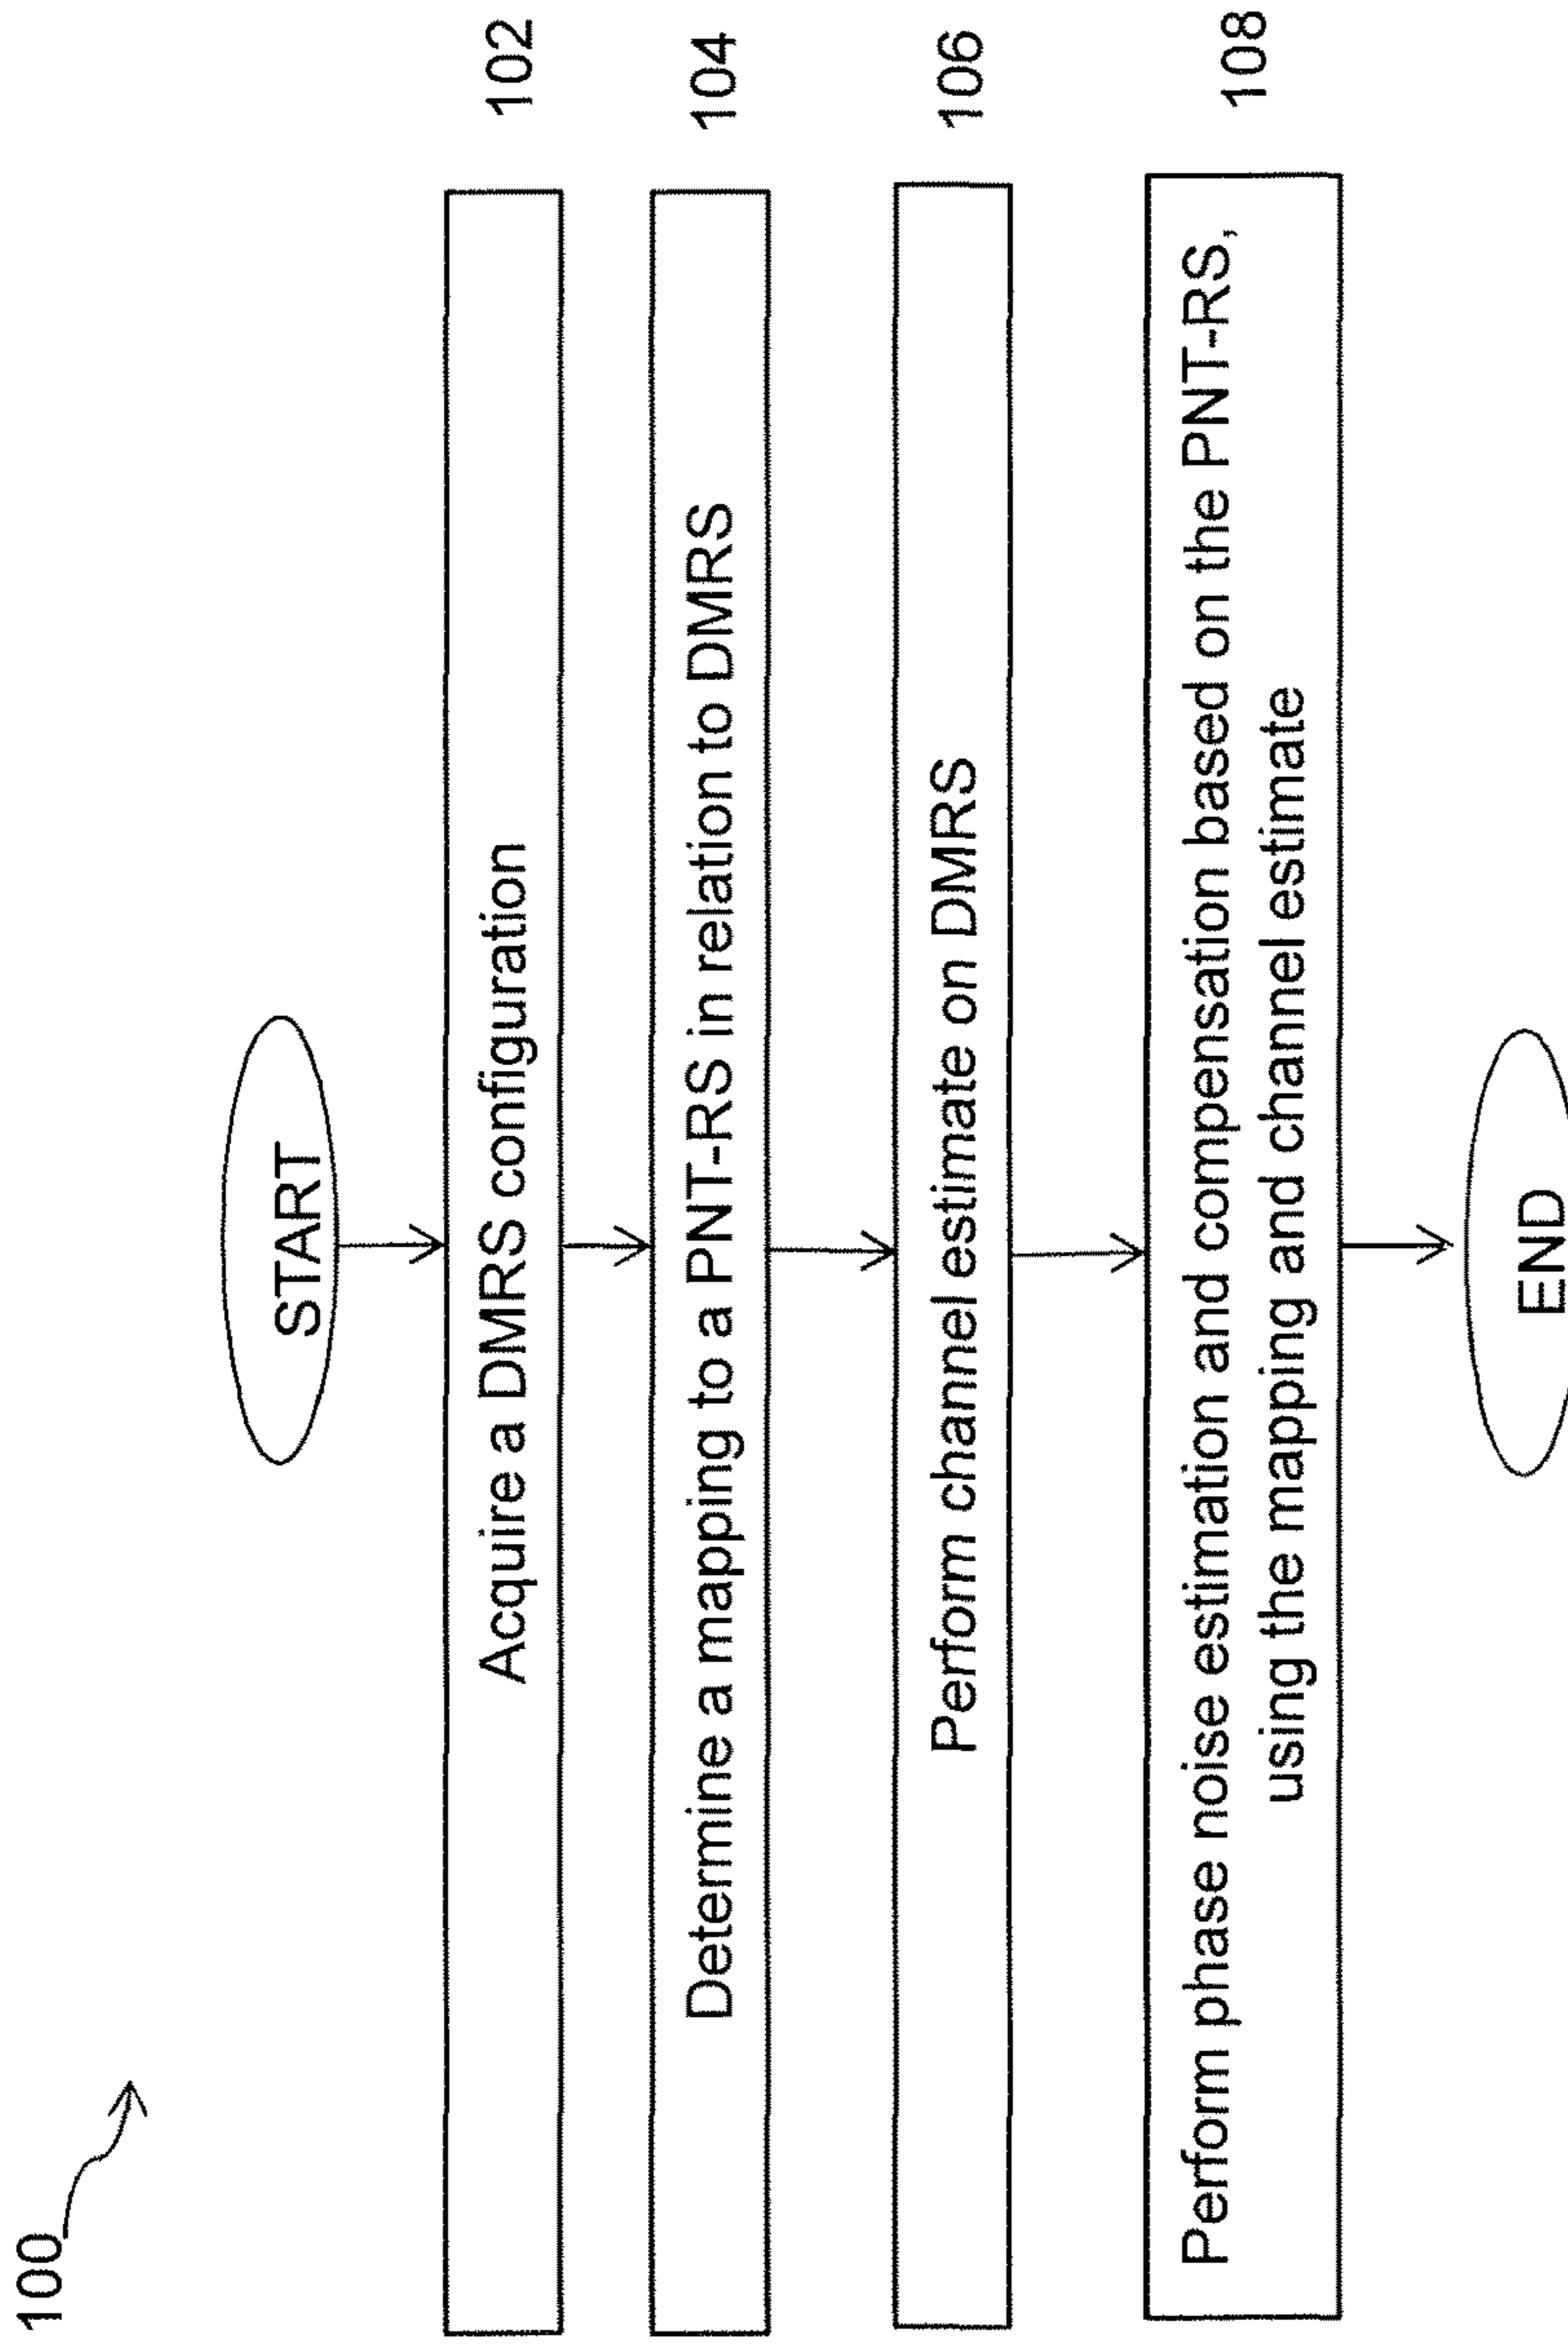 100
START
Acquire a DMRS configuration
102
Determine a mapping to a PNT-RS in relation to DMRS
104
Perform channel estimate on DMRS
106
Perform phase noise estimation and compensation based on the PNT-RS,
using the mapping and channel estimate
108
END